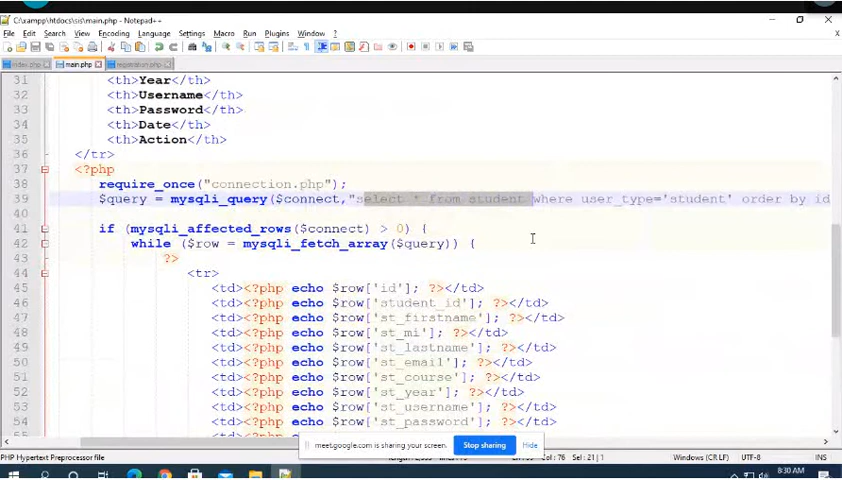 C:\xampp\htdocs\sis\main.php - Notepad++
File Edit Search View Encoding Language Settings Macro Run Plugins Window ?
X
index.php main.php registration.php
31 <th>Year</th>
32 <th>Username</th>
33 <th>Password</th>
34 <th>Date</th>
35 <th>Action</th>
36 </tr>
37 <?php
38 require_once("connection.php");
39 $query = mysqli_query($connect,"select * from student where user_type='student' order by id
40
41 if (mysqli_affected_rows($connect) > 0) {
42 while ($row = mysqli_fetch_array($query)) {
43 ?>
44 <tr>
45 <td><?php echo $row['id']; ?></td>
46 <td><?php echo $row['student_id']; ?></td>
47 <td><?php echo $row['st_firstname']; ?></td>
48 <td><?php echo $row['st_mi']; ?></td>
49 <td><?php echo $row['st_lastname']; ?></td>
50 <td><?php echo $row['st_email']; ?></td>
51 <td><?php echo $row['st_course']; ?></td>
52 <td><?php echo $row['st_year']; ?></td>
53 <td><?php echo $row['st_username']; ?></td>
54 <td><?php echo $row['st_password']; ?></td>
meet.google.com is sharing your screen. Stop sharing Hide
PHP Hypertext Preprocessor file Col : 76 Sel : 21 | 1 Windows (CR LF) UTF-8 INS
8:30 AM